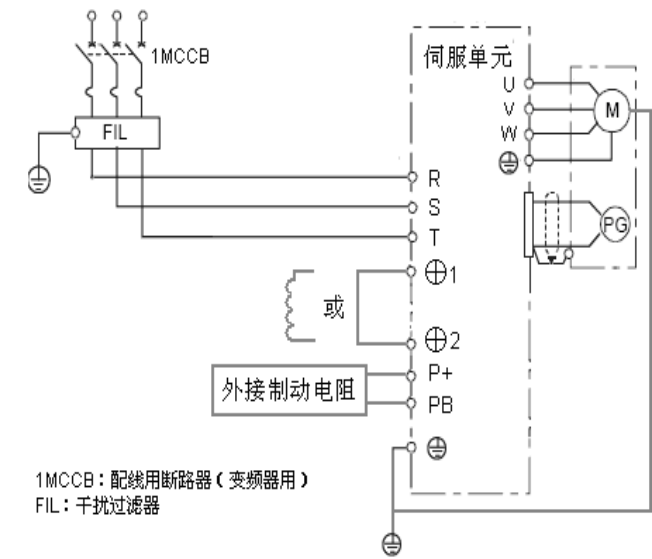 1MCCB
伺服单元
U
V
M
FIL
W
R
S
PG
T
⊕1
或
⊕2
P+
外接制动电阻
PB
1MCCB：配线用断路器（变频器用）
FIL：干扰过滤器